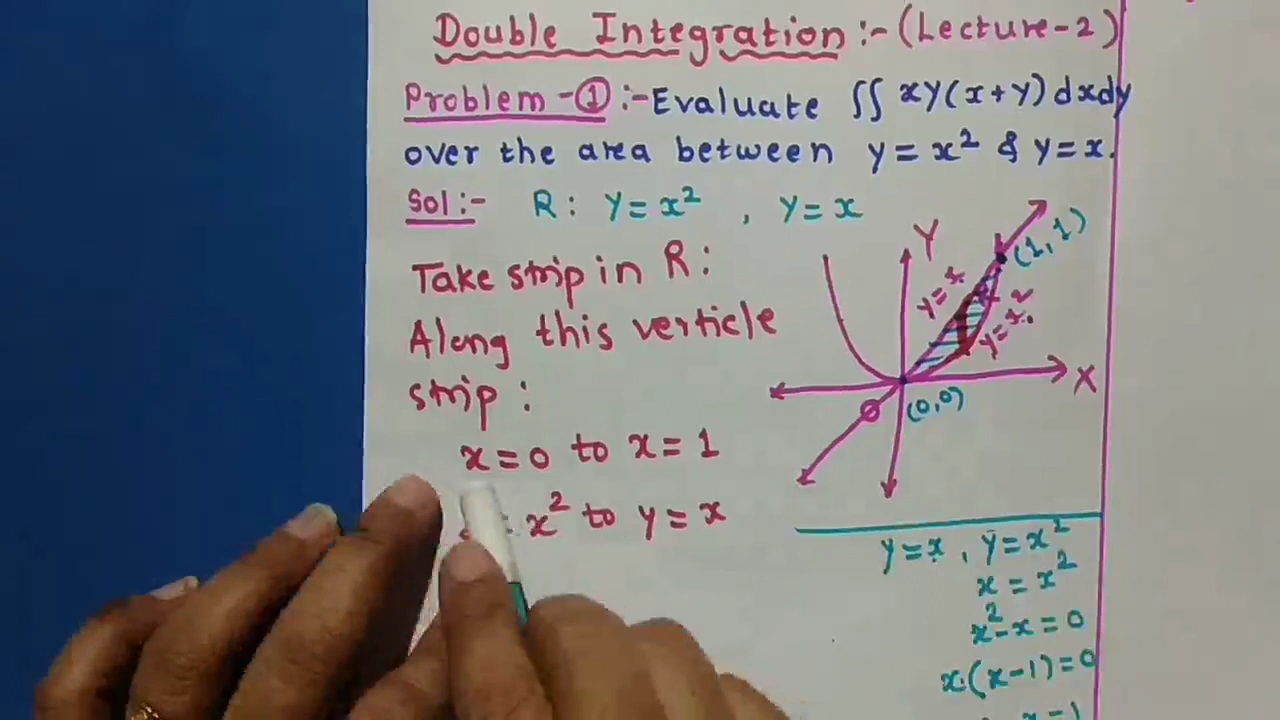 Double Integration :- (Lecture-2)
Problem-① :- Evaluate ∬ xy(x+y) dxdy
over the area between y = x² & y = x.
Sol :- R : y = x² , y = x
Take strip in R :
Along this verticle
strip :
x = 0 to x = 1
= x² to y = x
Y
(1,1)
y = x
y = x²
X
(0,0)
y = x , y = x²
x = x²
x² - x = 0
x(x-1) = 0